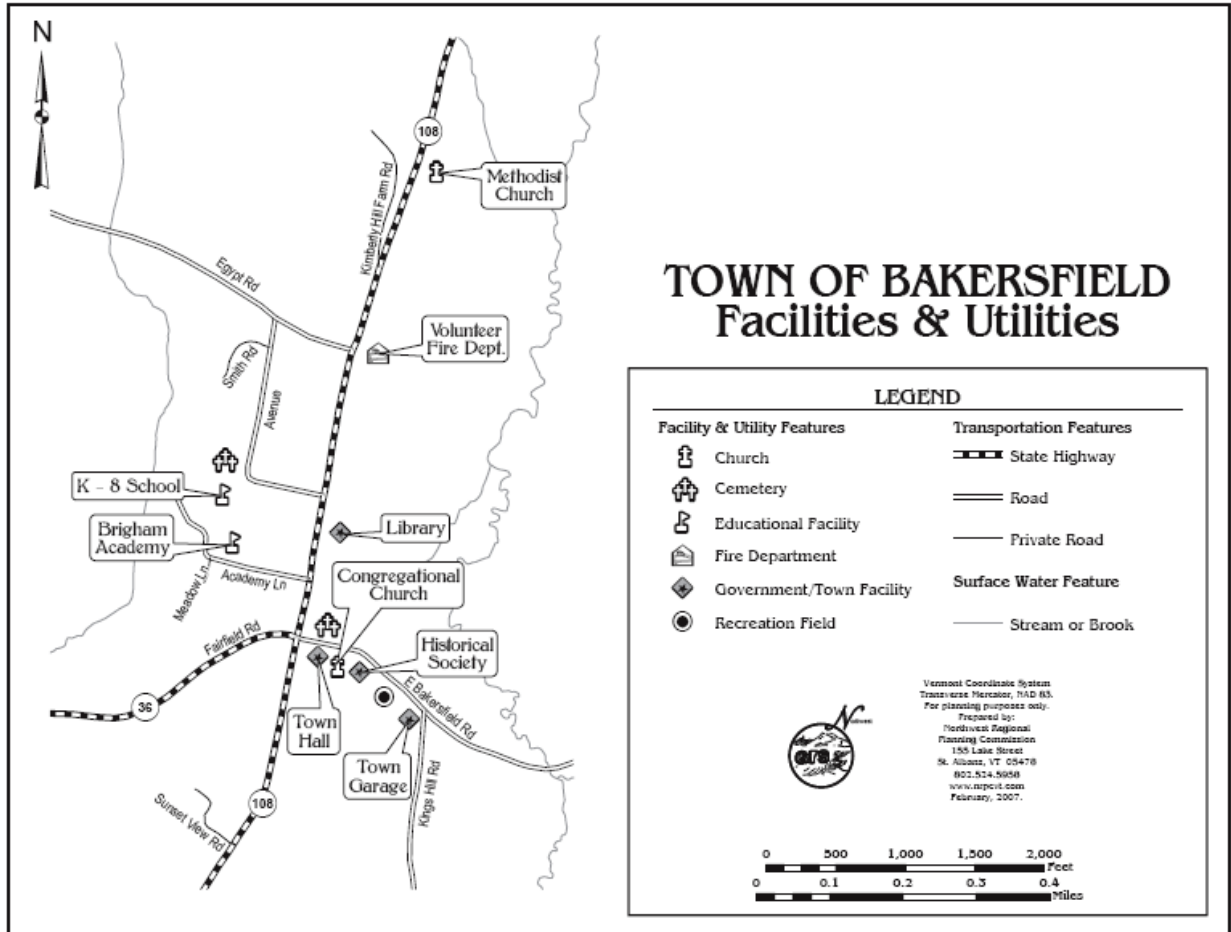 N
108
Methodist
Church
Kimberly Hill Farm Rd
Egypt Rd
Volunteer
Fire Dept.
Smith Rd
Avenue
K - 8 School
Brigham
Academy
Library
Academy Ln
Meadow Ln
Congregational
Church
Fairfield Rd
Historical
Society
E Bakersfield Rd
36
Town
Hall
Town
Garage
Kings Hill Rd
108
Sunset View Rd
TOWN OF BAKERSFIELD
Facilities & Utilities
LEGEND
Facility & Utility Features
Church
Cemetery
Educational Facility
Fire Department
Government/Town Facility
Recreation Field
Transportation Features
State Highway
Road
Private Road
Surface Water Feature
Stream or Brook
Northwest
Vermont Coordinate System
Transverse Mercator, NAD 83.
For planning purposes only.
Prepared by:
Northwest Regional
Planning Commission
155 Lake Street
St. Albans, VT 05478
802.524.5958
www.nrpcvt.com
February, 2007.
0 500 1,000 1,500 2,000
Feet
0 0.1 0.2 0.3 0.4
Miles